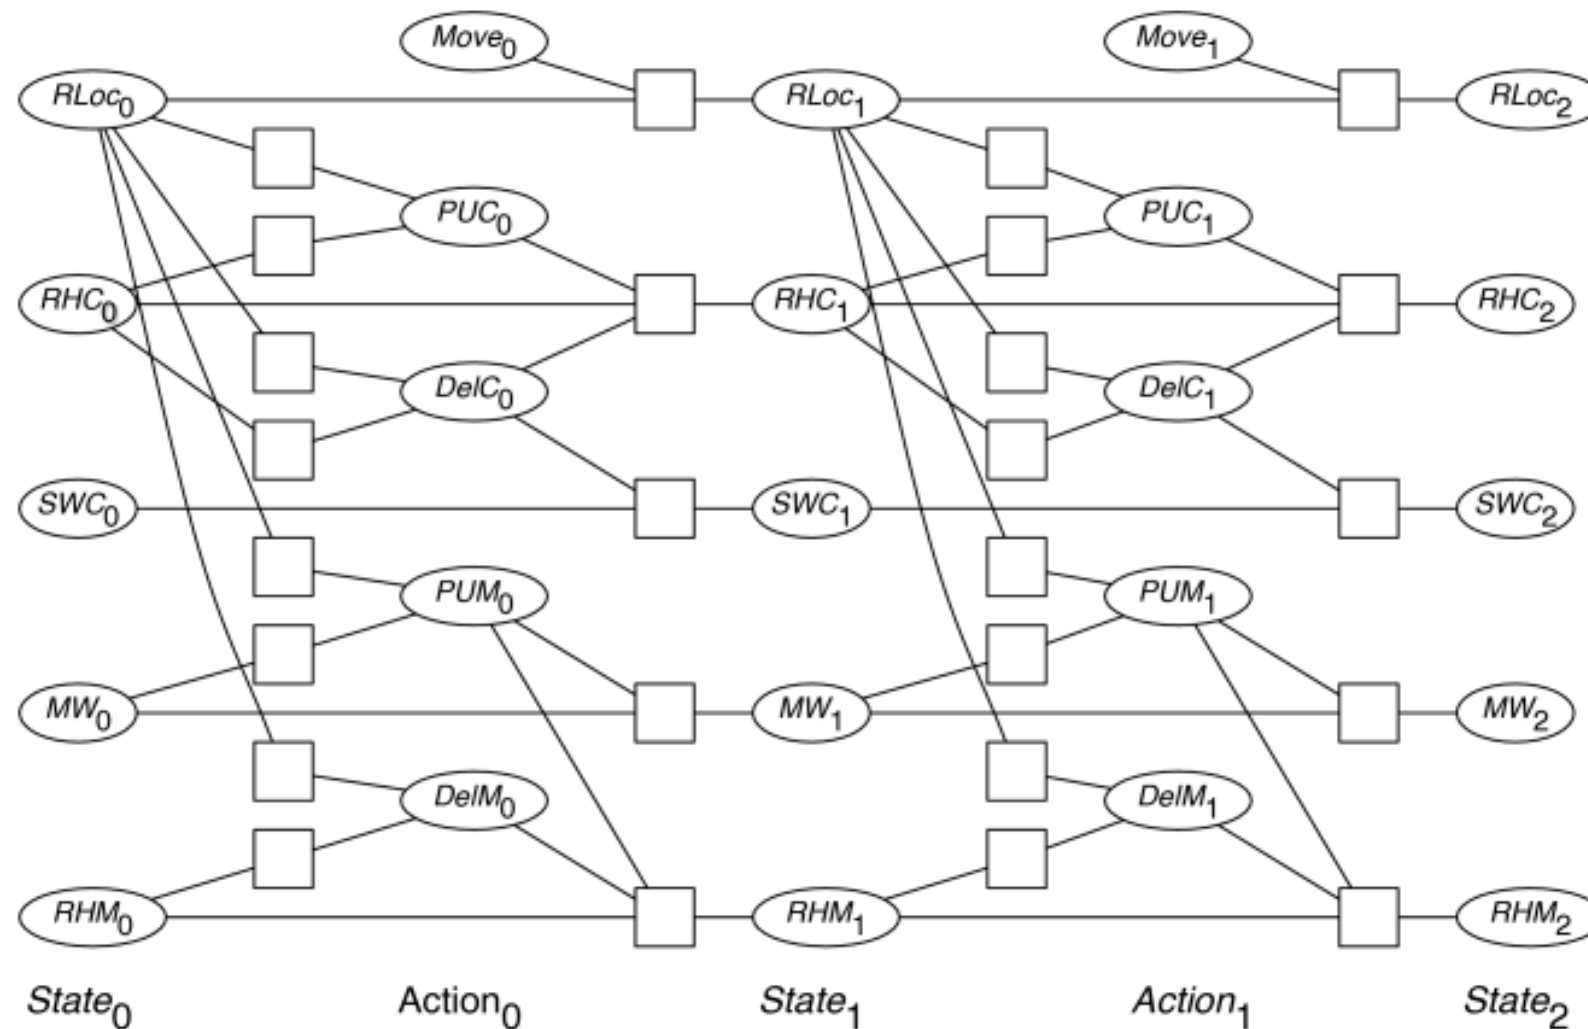 Move0 Move1
RLoc0 RLoc1 RLoc2
PUC0 PUC1
RHC0 RHC1 RHC2
DelC0 DelC1
SWC0 SWC1 SWC2
PUM0 PUM1
MW0 MW1 MW2
DelM0 DelM1
RHM0 RHM1 RHM2
State0 Action0 State1 Action1 State2